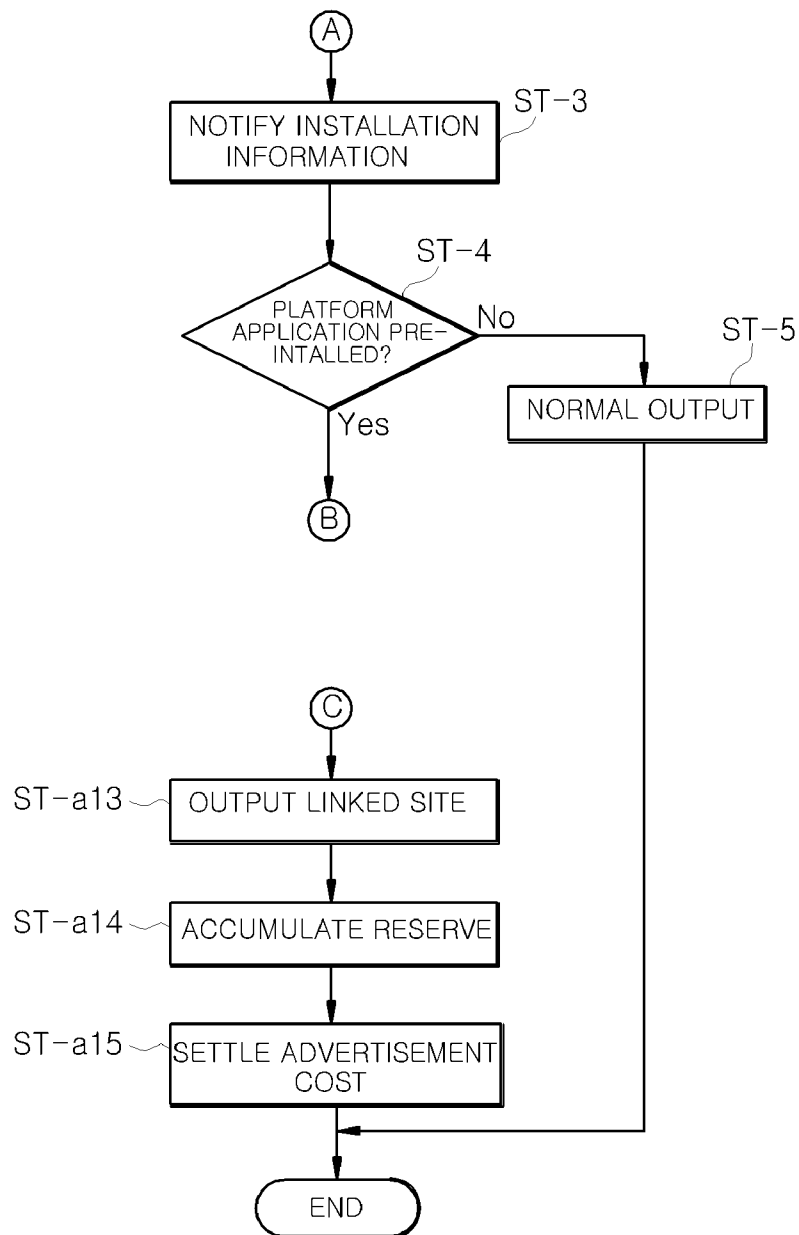 A
ST-3
NOTIFY INSTALLATION
INFORMATION
ST-4
PLATFORM
APPLICATION PRE-
INTALLED?
No
ST-5
NORMAL OUTPUT
Yes
B
C
ST-a13
OUTPUT LINKED SITE
ST-a14
ACCUMULATE RESERVE
ST-a15
SETTLE ADVERTISEMENT
COST
END